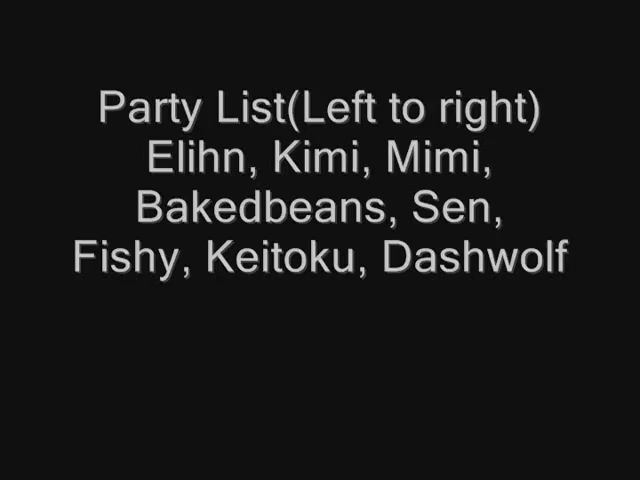 Party List(Left to right)
Elihn, Kimi, Mimi,
Bakedbeans, Sen,
Fishy, Keitoku, Dashwolf